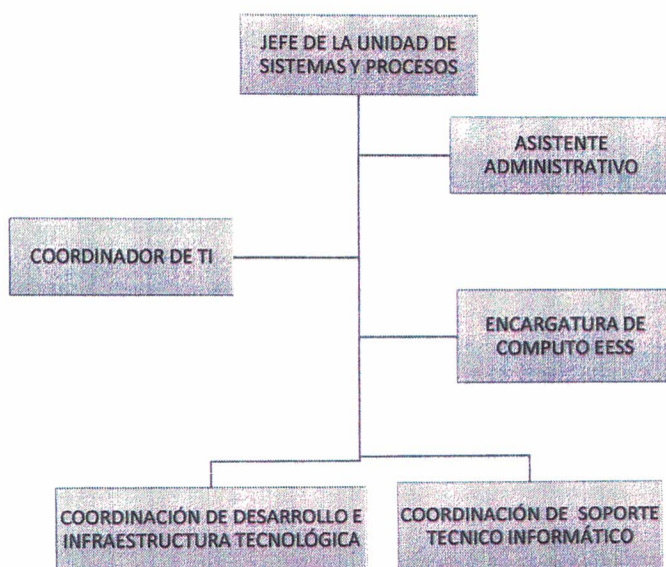 JEFE DE LA UNIDAD DE
SISTEMAS Y PROCESOS
ASISTENTE
ADMINISTRATIVO
COORDINADOR DE TI
ENCARGATURA DE
COMPUTO EESS
COORDINACIÓN DE DESARROLLO E
INFRAESTRUCTURA TECNOLÓGICA
COORDINACIÓN DE SOPORTE
TECNICO INFORMÁTICO